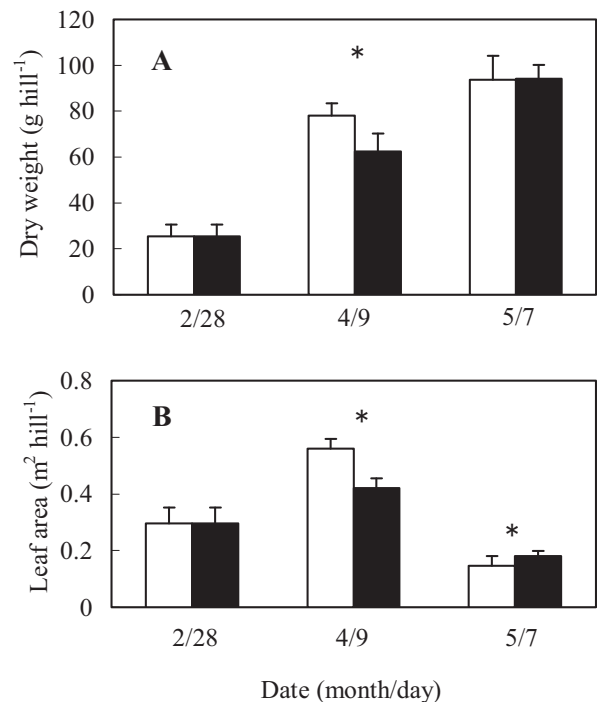 120
100
80
60
40
20
0
Dry weight (g hill⁻¹)
A
*
2/28 4/9 5/7
0.8
0.6
0.4
0.2
0
Leaf area (m² hill⁻¹)
B
*
*
2/28 4/9 5/7
Date (month/day)